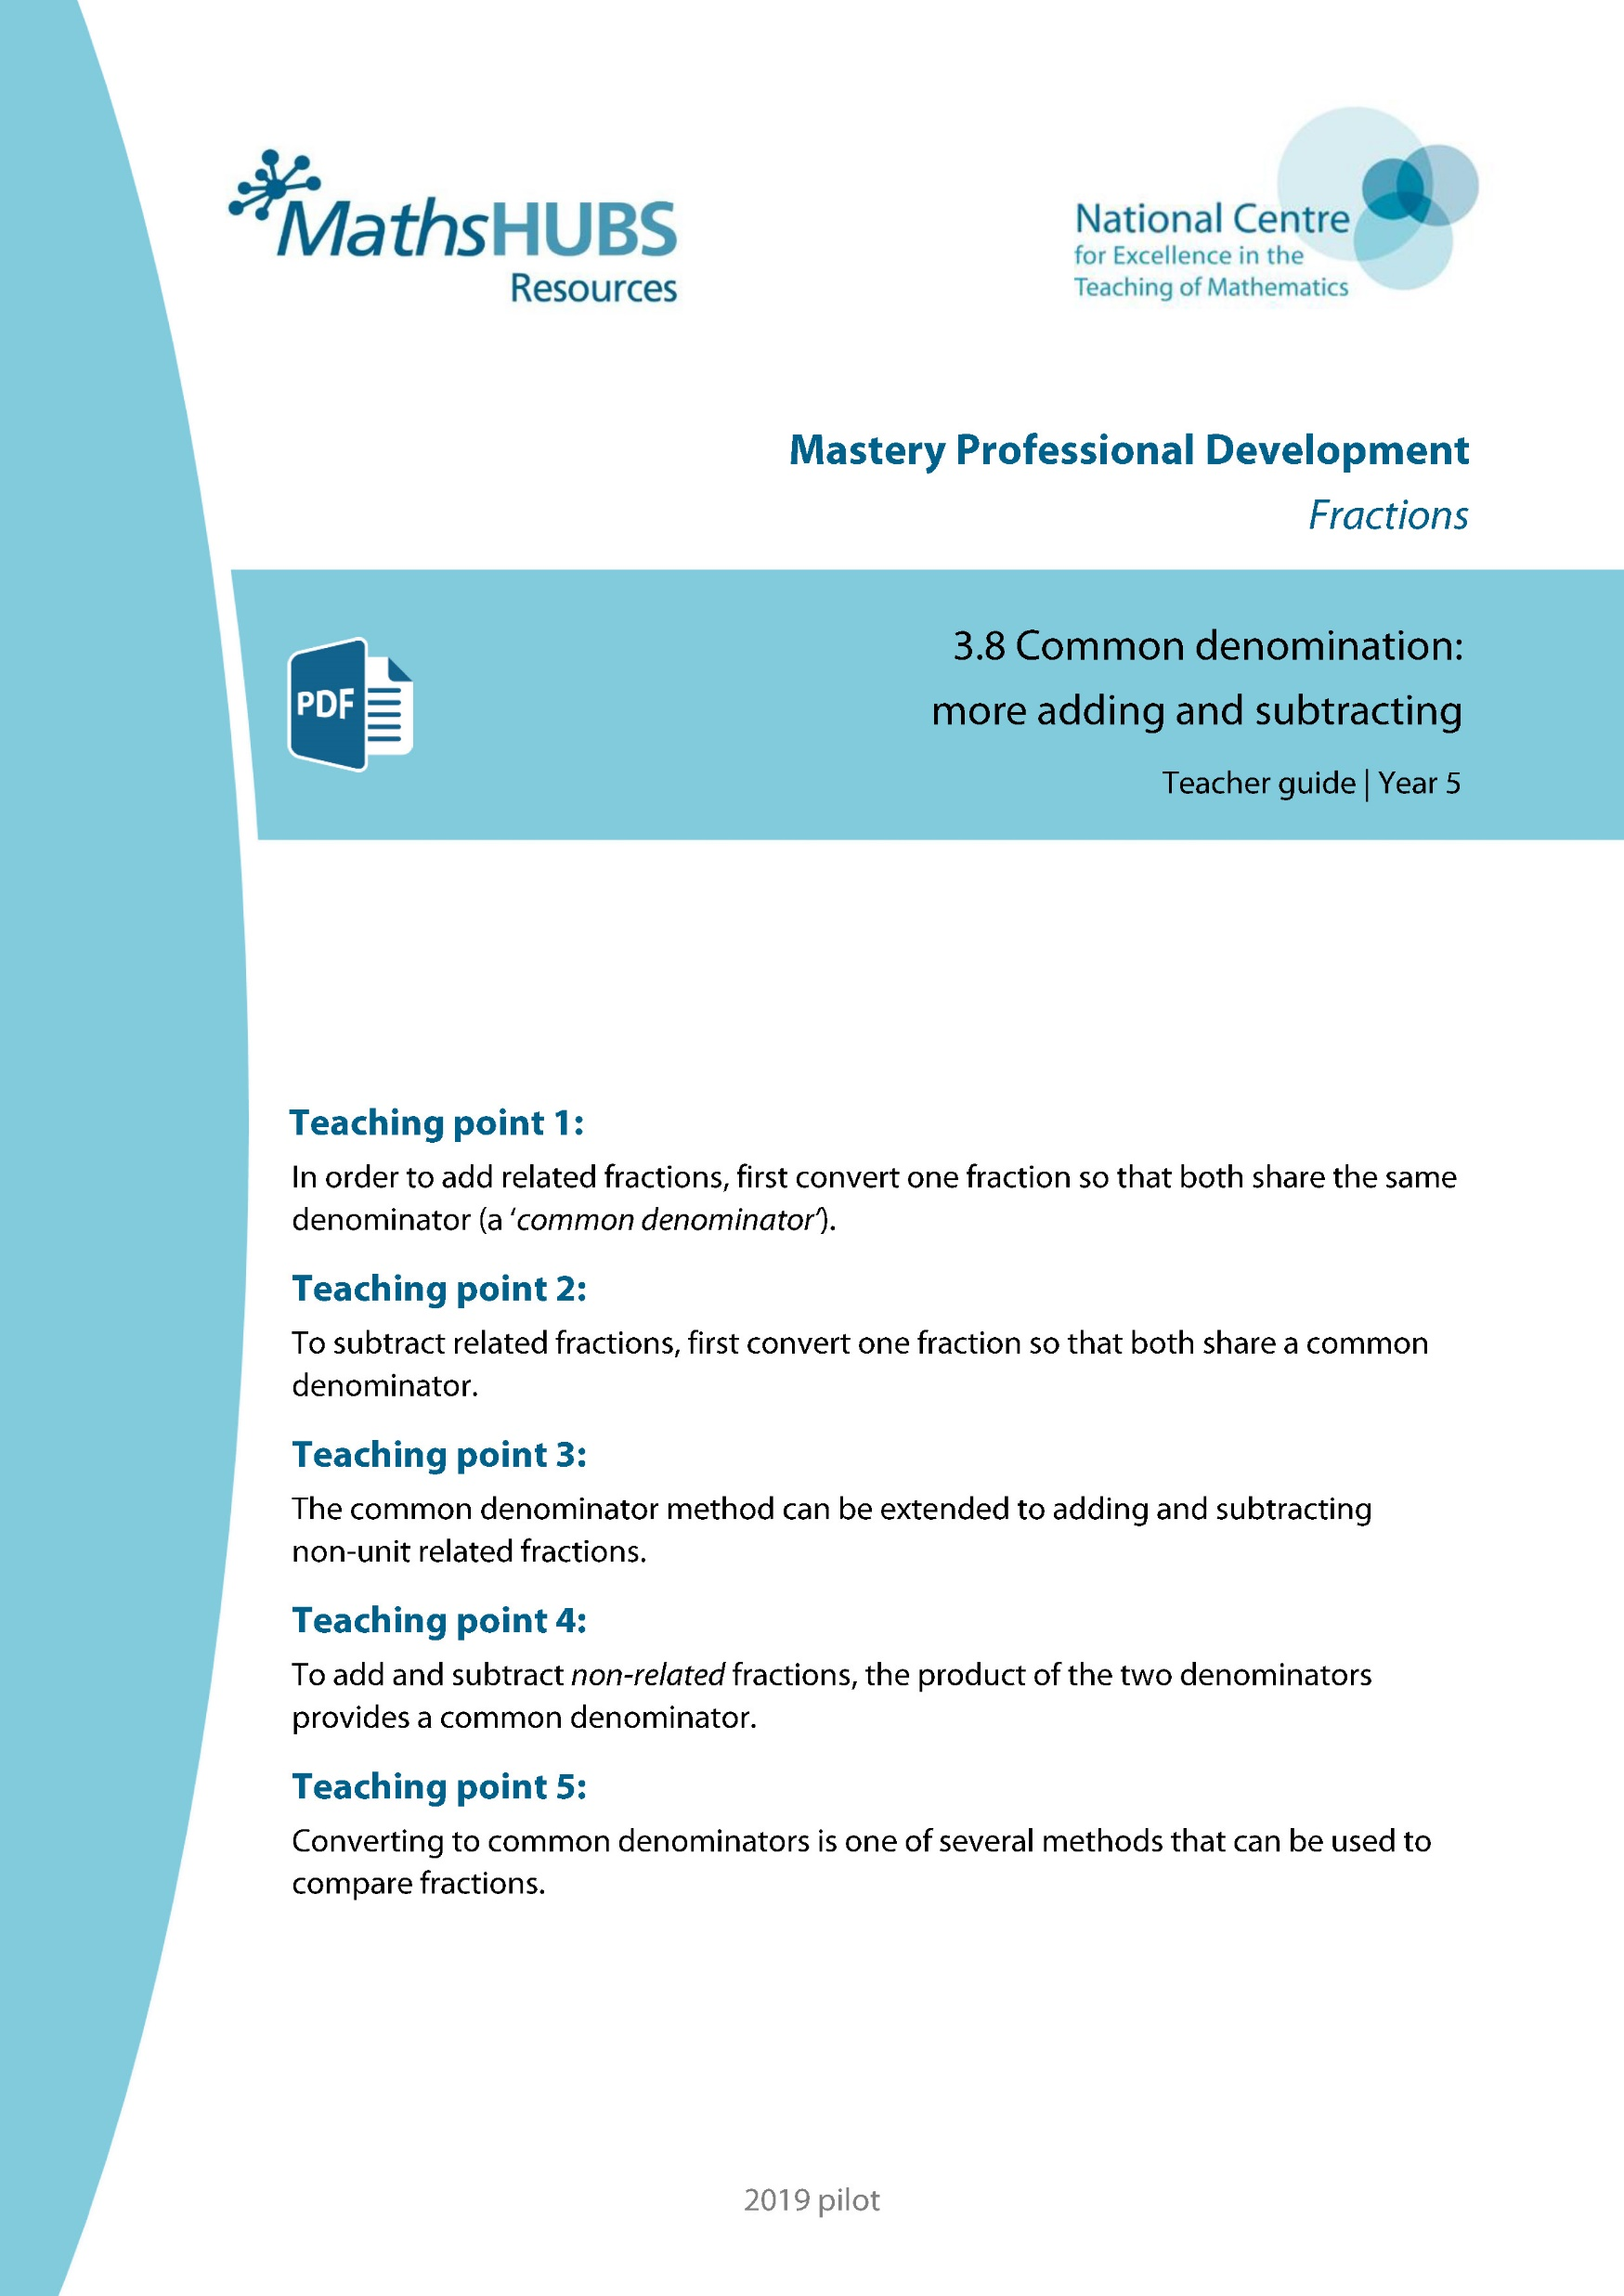 MathsHUBS
Resources
National Centre
for Excellence in the
Teaching of Mathematics
Mastery Professional Development
Fractions
3.8 Common denomination:
more adding and subtracting
Teacher guide | Year 5
PDF
Teaching point 1:
In order to add related fractions, first convert one fraction so that both share the same
denominator (a ‘common denominator’).
Teaching point 2:
To subtract related fractions, first convert one fraction so that both share a common
denominator.
Teaching point 3:
The common denominator method can be extended to adding and subtracting
non-unit related fractions.
Teaching point 4:
To add and subtract non-related fractions, the product of the two denominators
provides a common denominator.
Teaching point 5:
Converting to common denominators is one of several methods that can be used to
compare fractions.
2019 pilot